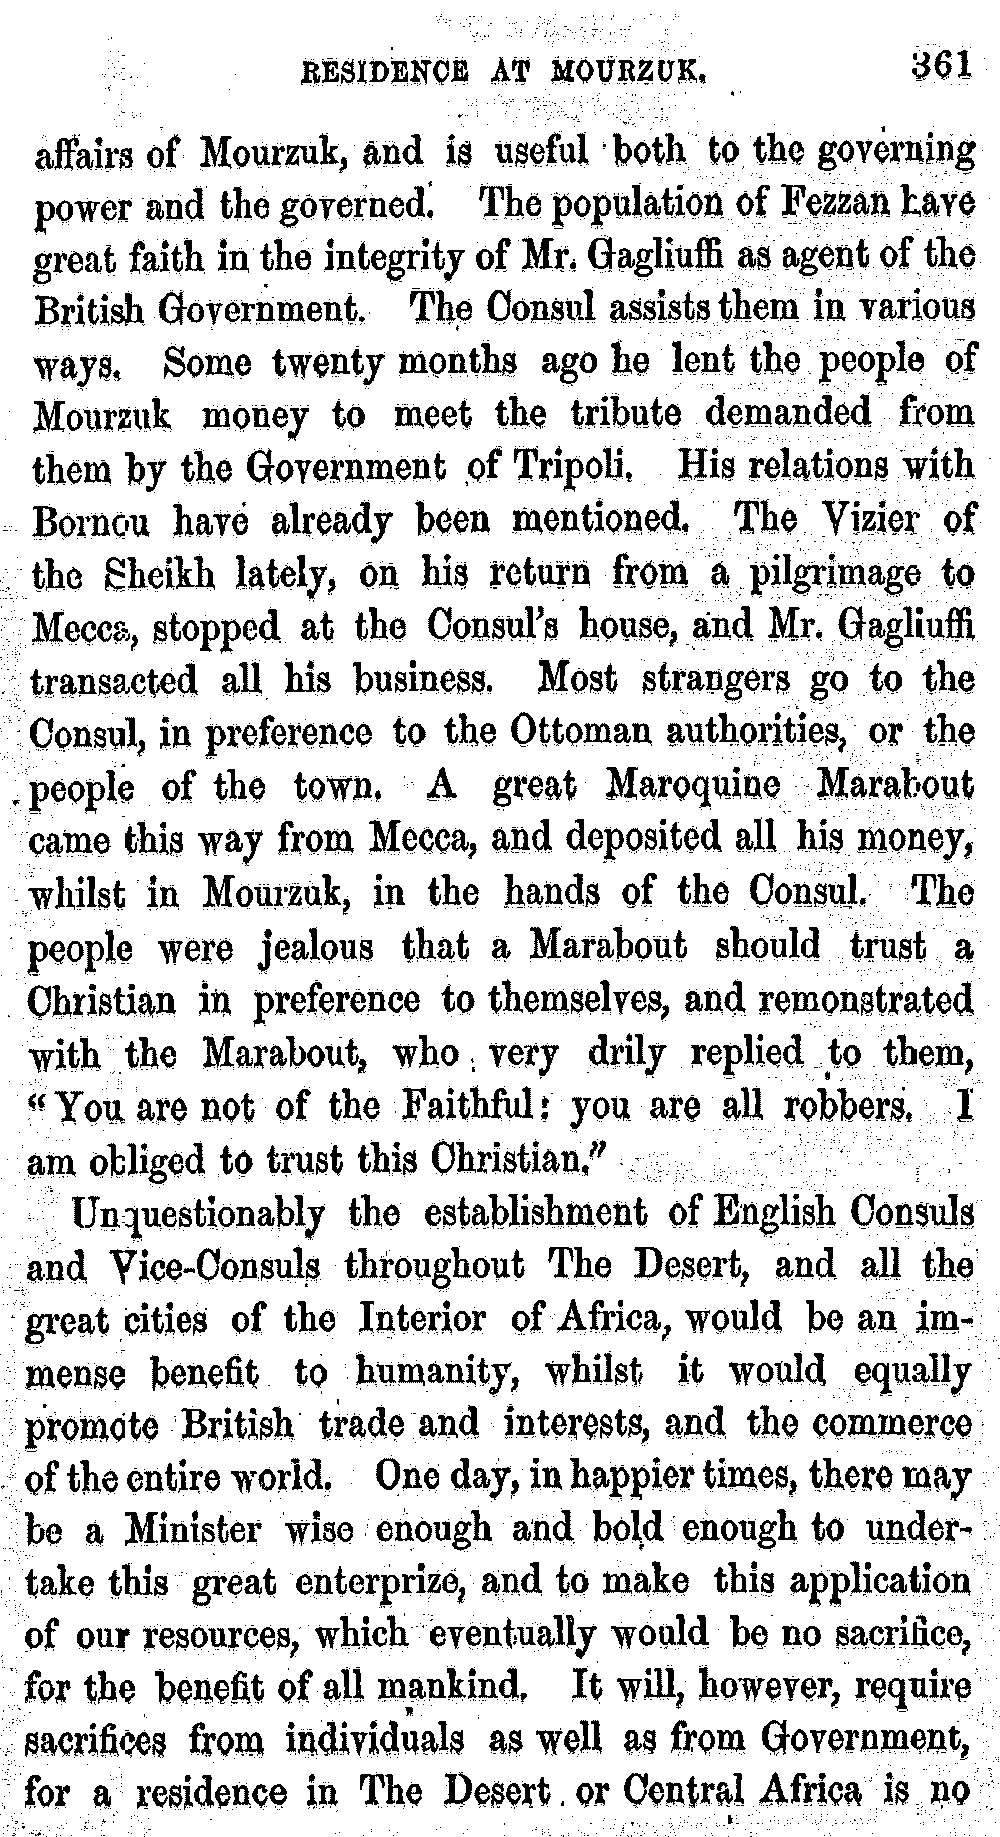 RESIDENCE AT MOURZUK. 361
affairs of Mourzuk, and is useful both to the governing
power and the governed. The population of Fezzan have
great faith in the integrity of Mr. Gagliuffi as agent of the
British Government. The Consul assists them in various
ways. Some twenty months ago he lent the people of
Mourzuk money to meet the tribute demanded from
them by the Government of Tripoli. His relations with
Bornou have already been mentioned. The Vizier of
the Sheikh lately, on his return from a pilgrimage to
Mecca, stopped at the Consul's house, and Mr. Gagliuffi
transacted all his business. Most strangers go to the
Consul, in preference to the Ottoman authorities, or the
people of the town. A great Maroquine Marabout
came this way from Mecca, and deposited all his money,
whilst in Mourzuk, in the hands of the Consul. The
people were jealous that a Marabout should trust a
Christian in preference to themselves, and remonstrated
with the Marabout, who very drily replied to them,
"You are not of the Faithful: you are all robbers. I
am obliged to trust this Christian."
Unquestionably the establishment of English Consuls
and Vice-Consuls throughout The Desert, and all the
great cities of the Interior of Africa, would be an im-
mense benefit to humanity, whilst it would equally
promote British trade and interests, and the commerce
of the entire world. One day, in happier times, there may
be a Minister wise enough and bold enough to under-
take this great enterprize, and to make this application
of our resources, which eventually would be no sacrifice,
for the benefit of all mankind. It will, however, require
sacrifices from individuals as well as from Government,
for a residence in The Desert or Central Africa is no